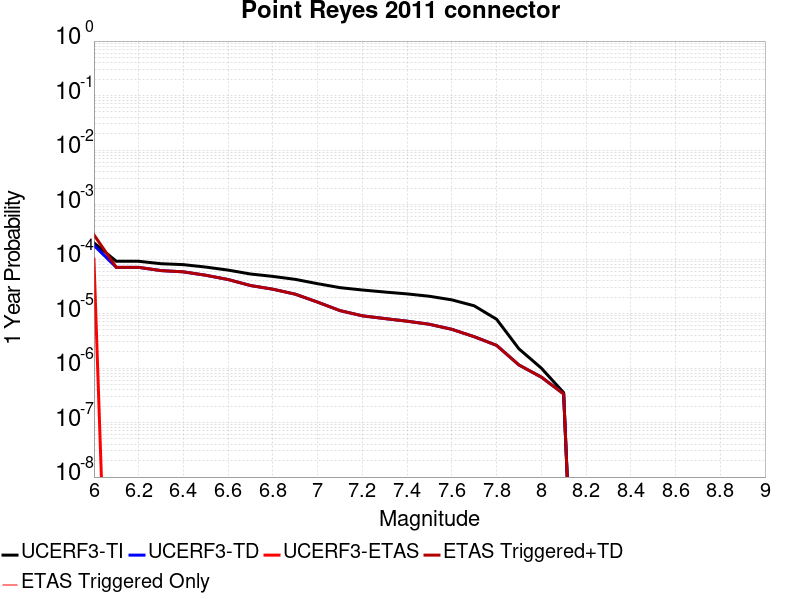 Point Reyes 2011 connector
10^0
10^-1
10^-2
10^-3
10^-4
10^-5
10^-6
10^-7
10^-8
1 Year Probability
6 6.2 6.4 6.6 6.8 7 7.2 7.4 7.6 7.8 8 8.2 8.4 8.6 8.8 9
Magnitude
UCERF3-TI UCERF3-TD UCERF3-ETAS ETAS Triggered+TD
ETAS Triggered Only